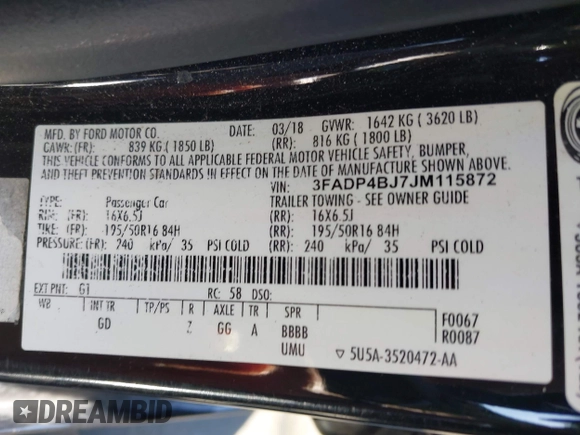 MFD. BY FORD MOTOR CO. DATE: 03/18 GVWR: 1642 KG ( 3620 LB)
GAWR: (FR): 839 KG ( 1850 LB) (RR): 816 KG ( 1800 LB)
THIS VEHICLE CONFORMS TO ALL APPLICABLE FEDERAL MOTOR VEHICLE SAFETY, BUMPER,
AND THEFT PREVENTION STANDARDS IN EFFECT ON THE DATE OF MANUFACTURE SHOWN ABOVE.
VIN: 3FADP4BJ7JM115872
TYPE: Passenger Car TRAILER TOWING - SEE OWNER GUIDE
RIM: (FR) 16X6.5J (RR): 16X6.5J
TIRE: (FR) 195/50R16 84H (RR): 195/50R16 84H
PRESSURE: (FR): 240 kPa/ 35 PSI COLD (RR): 240 kPa/ 35 PSI COLD
EXT PNT: G1 RC: 58 DSO:
WB INT TR TP/PS R AXLE TR SPR F0067
GD Z GG A BBBB R0087
UMU ▽ 5U5A-3520472-AA
DREAMBID